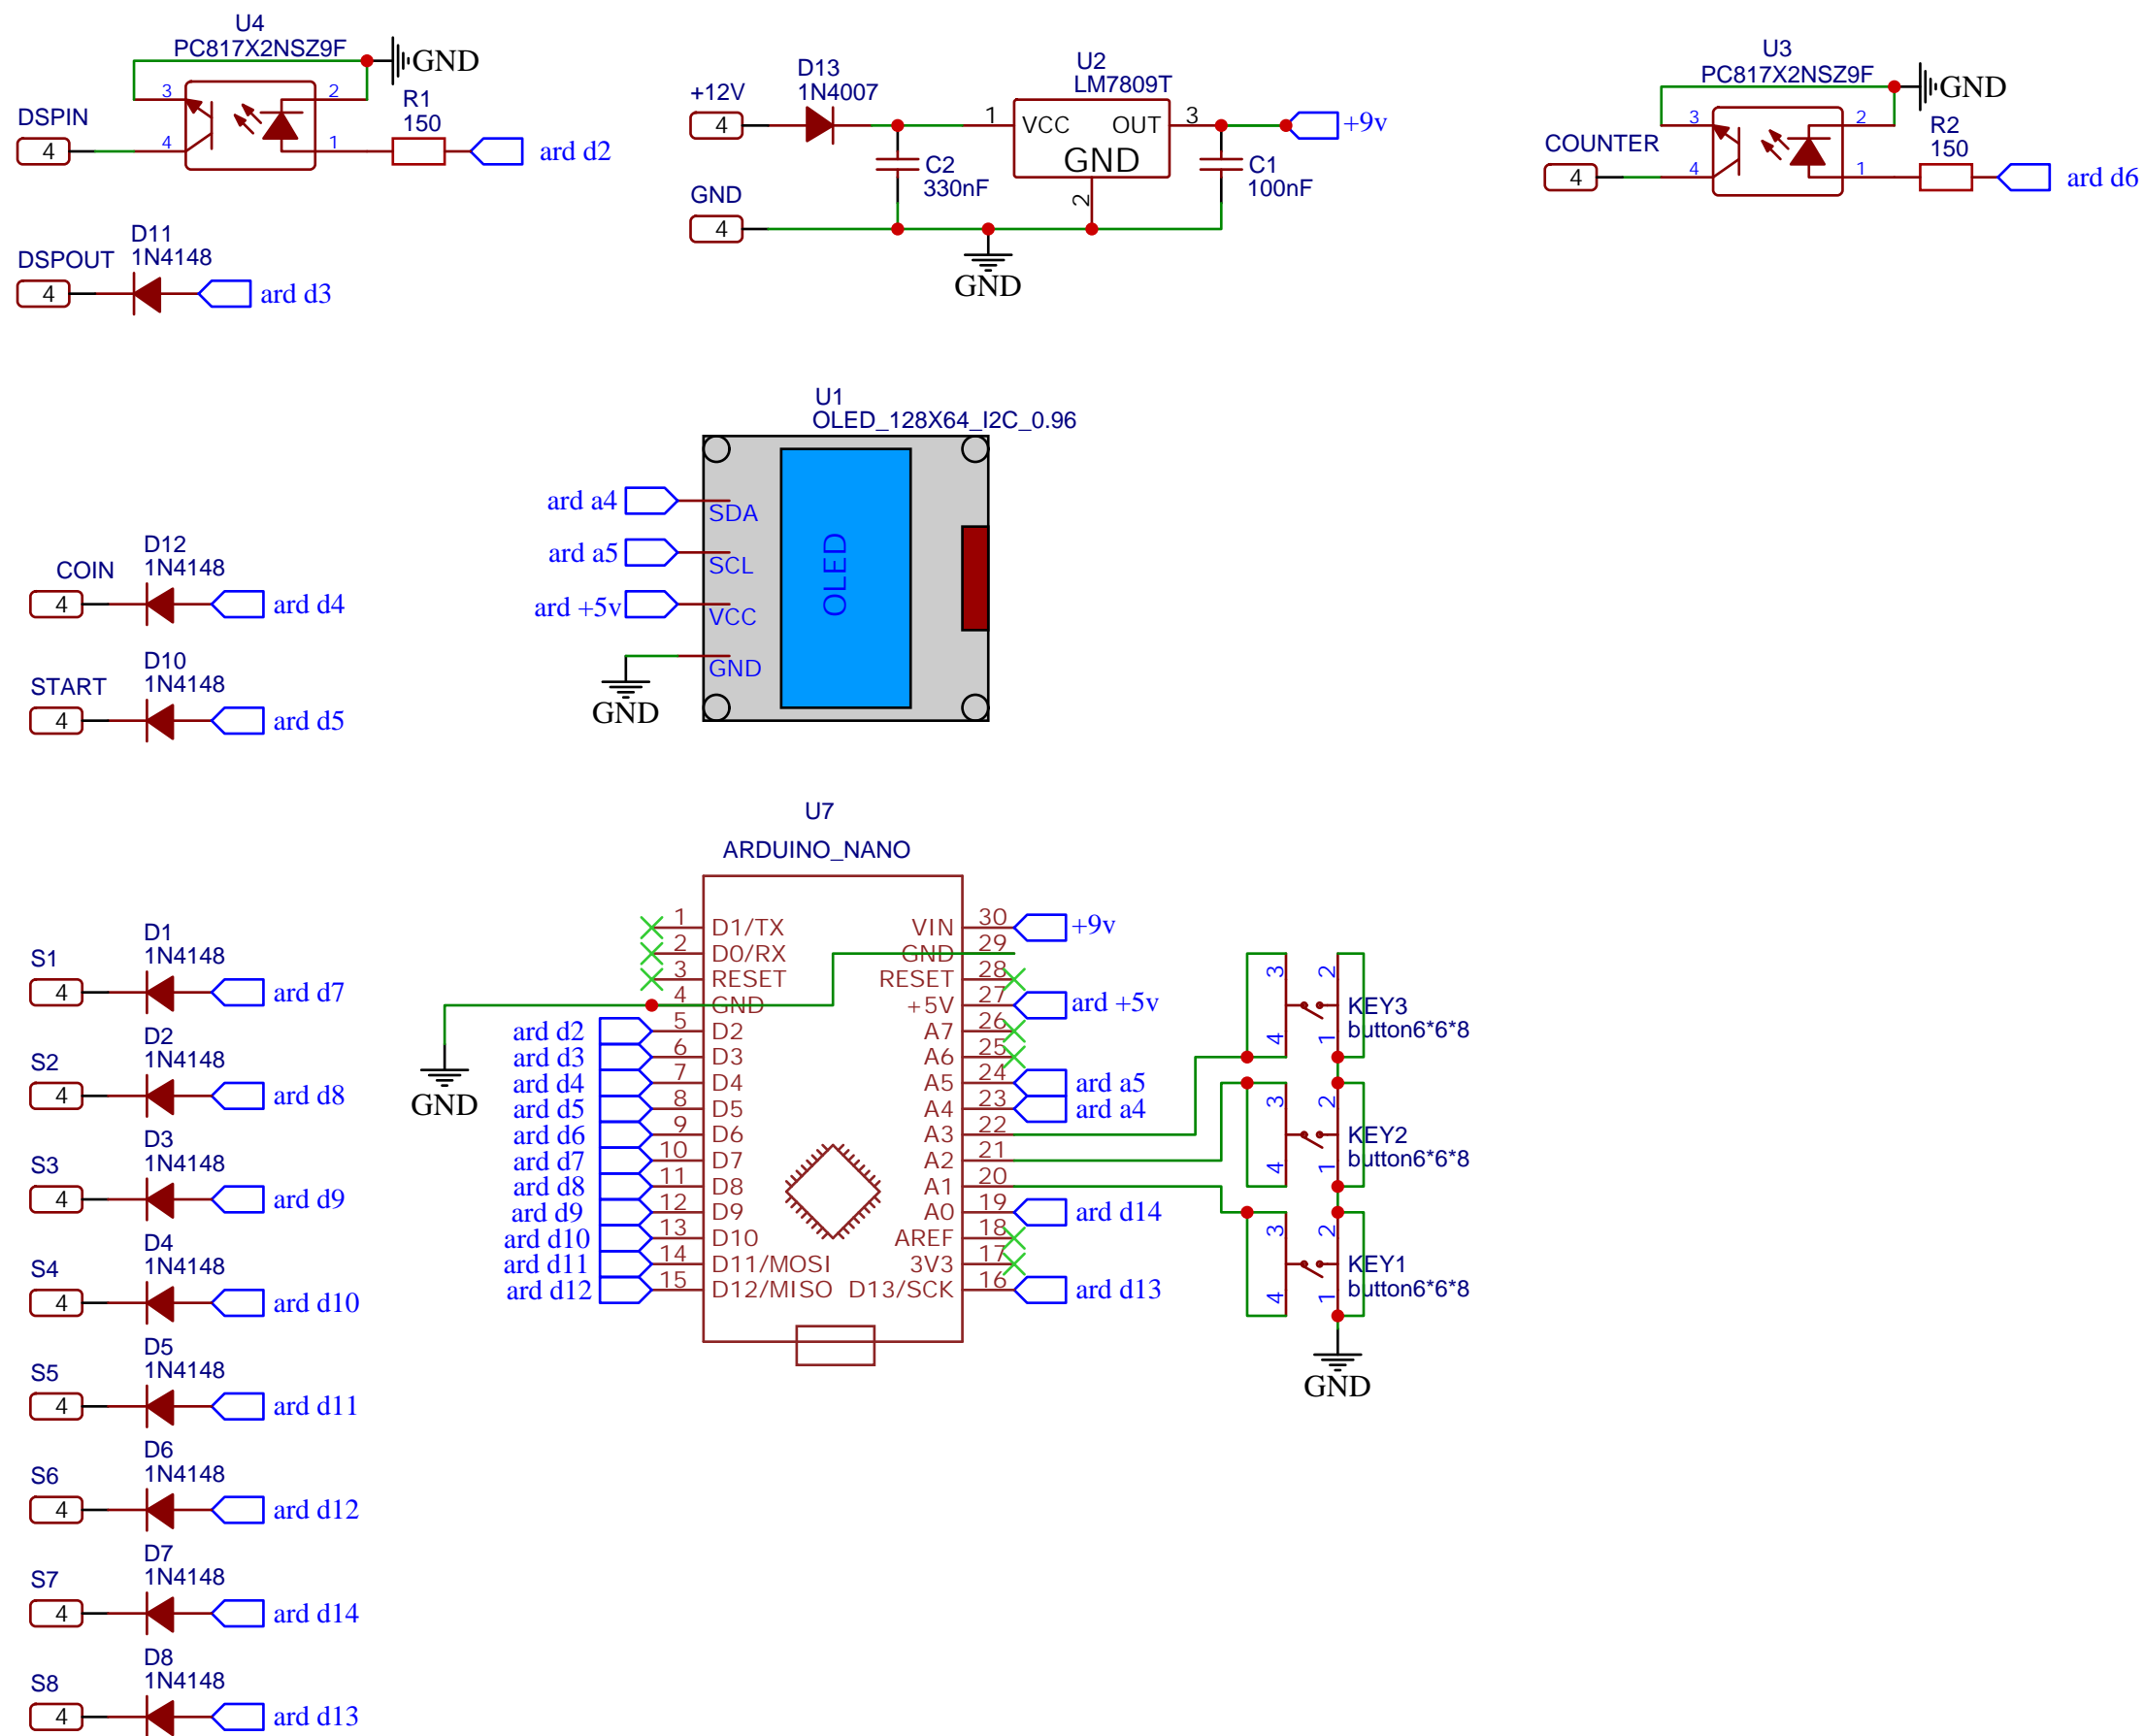 U4
PC817X2NSZ9F
GND
3
2
R1
150
DSPIN
4
4
1
ard d2
D11
1N4148
DSPOUT
4
ard d3
D13
1N4007
+12V
4
U2
LM7809T
1
VCC
OUT
3
GND
2
+9v
C2
330nF
C1
100nF
GND
4
GND
U3
PC817X2NSZ9F
GND
3
2
R2
150
COUNTER
4
4
1
ard d6
U1
OLED_128X64_I2C_0.96
ard a4
SDA
ard a5
SCL
ard +5v
VCC
GND
GND
OLED
D12
1N4148
COIN
4
ard d4
D10
1N4148
START
4
ard d5
U7
ARDUINO_NANO
1 D1/TX
2 D0/RX
3 RESET
4 GND
ard d2 5 D2
ard d3 6 D3
ard d4 7 D4
ard d5 8 D5
ard d6 9 D6
ard d7 10 D7
ard d8 11 D8
ard d9 12 D9
ard d10 13 D10
ard d11 14 D11/MOSI
ard d12 15 D12/MISO
GND
VIN 30 +9v
GND 29
RESET 28
+5V 27 ard +5v
A7 26
A6 25
A5 24 ard a5
A4 23 ard a4
A3 22
A2 21
A1 20
A0 19 ard d14
AREF 18
3V3 17
D13/SCK 16 ard d13
3
2
4
1
KEY3
button6*6*8
3
2
4
1
KEY2
button6*6*8
3
2
4
1
KEY1
button6*6*8
GND
D1
1N4148
S1
4
ard d7
D2
1N4148
S2
4
ard d8
D3
1N4148
S3
4
ard d9
D4
1N4148
S4
4
ard d10
D5
1N4148
S5
4
ard d11
D6
1N4148
S6
4
ard d12
D7
1N4148
S7
4
ard d14
D8
1N4148
S8
4
ard d13